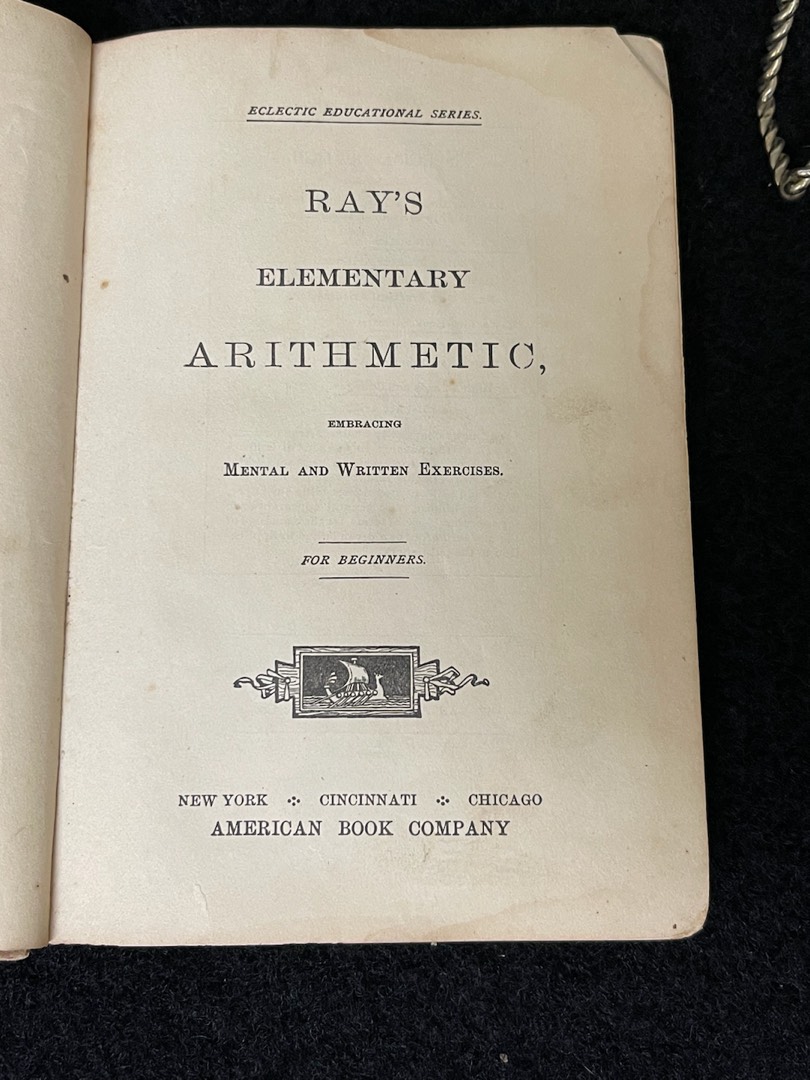 ECLECTIC EDUCATIONAL SERIES.
RAY'S
ELEMENTARY
ARITHMETIC,
EMBRACING
MENTAL AND WRITTEN EXERCISES.
FOR BEGINNERS.
NEW YORK ⁘ CINCINNATI ⁘ CHICAGO
AMERICAN BOOK COMPANY